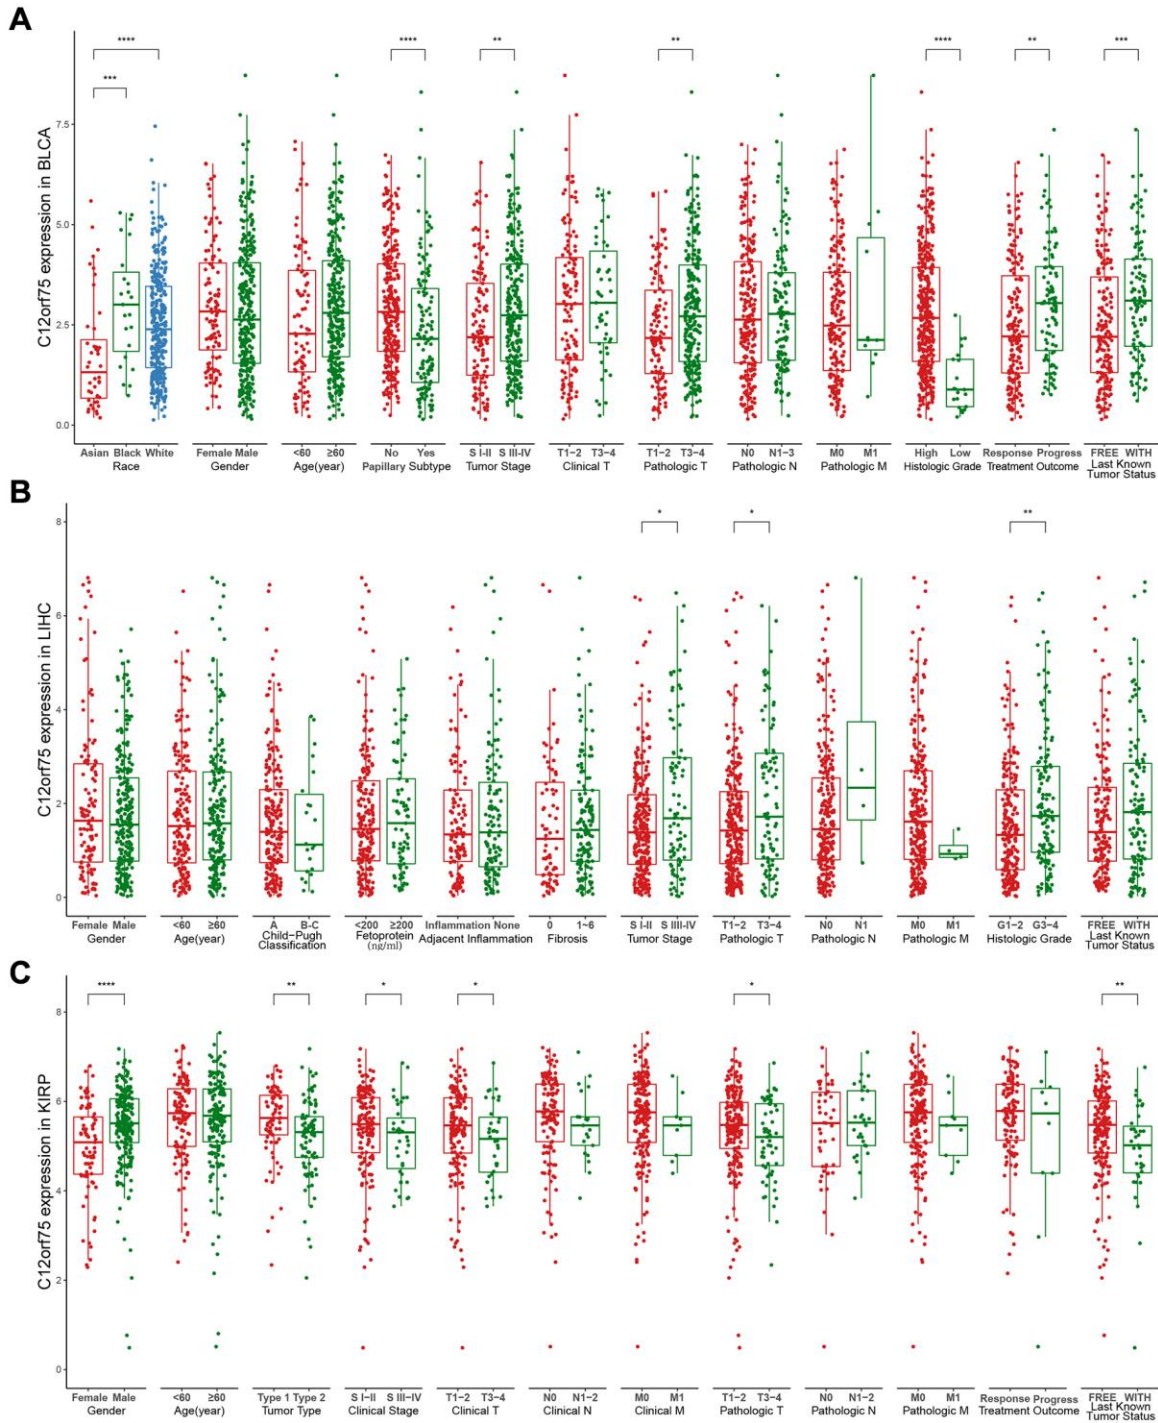 A
C12orf75 expression in BLCA
**** **** ** ** **** ** ***
***
7.5
5.0
2.5
0.0
Asian Black White Female Male <60 ≥60 No Yes S I-II S III-IV T1−2 T3−4 T1−2 T3−4 N0 N1−3 M0 M1 High Low Response Progress FREE WITH
Race Gender Age(year) Papillary Subtype Tumor Stage Clinical T Pathologic T Pathologic N Pathologic M Histologic Grade Treatment Outcome Last Known
Tumor Status
B
C12orf75 expression in LIHC
* * **
8
6
4
2
0
Female Male <60 ≥60 A B-C <200 ≥200 Inflammation None 0 1~6 S I-II S IIII-IV T1−2 T3−4 N0 N1 M0 M1 G1−2 G3−4 FREE WITH
Gender Age(year) Child−Pugh Fetoprotein Adjacent Inflammation Fibrosis Tumor Stage Pathologic T Pathologic N Pathologic M Histologic Grade Last Known
Classification (ng/ml) Tumor Status
C
C12orf75 expression in KIRP
**** ** * * * **
8
6
4
2
0
Female Male <60 ≥60 Type 1 Type 2 S I−II S III−IV T1−2 T3−4 N0 N1−2 M0 M1 T1−2 T3−4 N0 N1−2 M0 M1 Response Progress FREE WITH
Gender Age(year) Tumor Type Clinical Stage Clinical T Clinical N Clinical M Pathologic T Pathologic N Pathologic M Treatment Outcome Last Known
Tumor Status